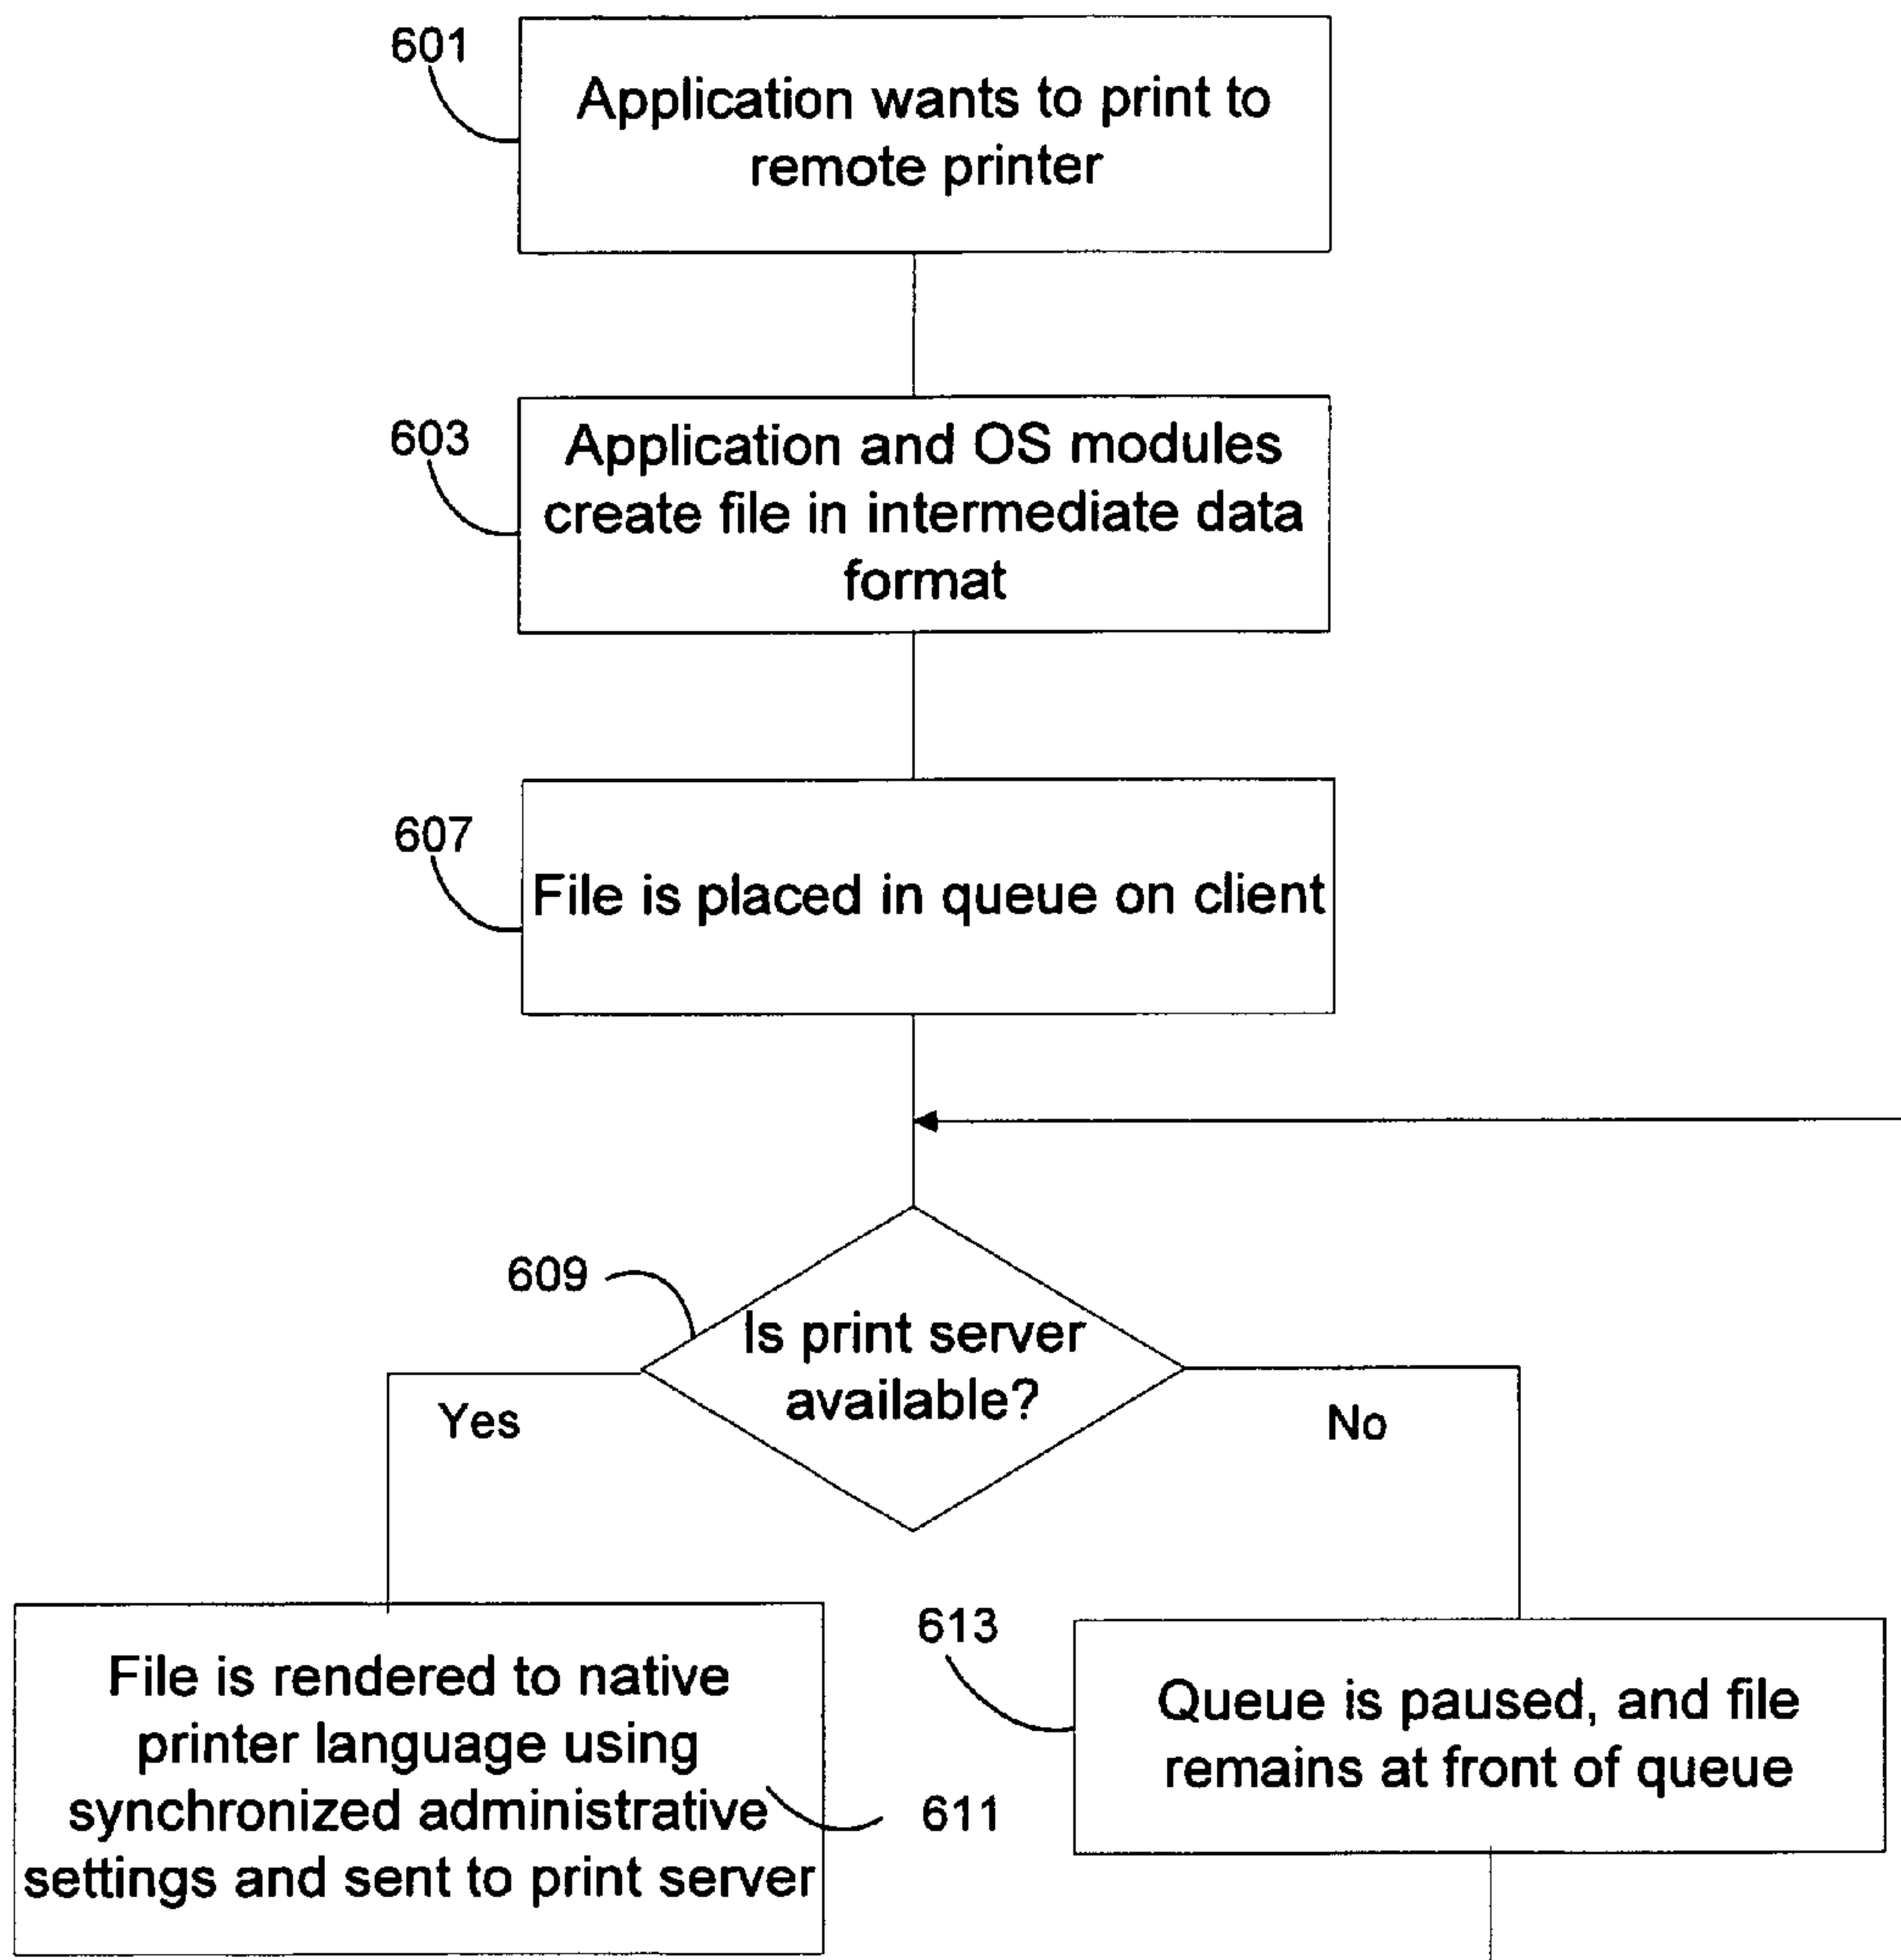 601
Application wants to print to
remote printer
603
Application and OS modules
create file in intermediate data
format
607
File is placed in queue on client
609
Is print server
available?
Yes
No
File is rendered to native
printer language using
synchronized administrative
settings and sent to print server
611
613
Queue is paused, and file
remains at front of queue